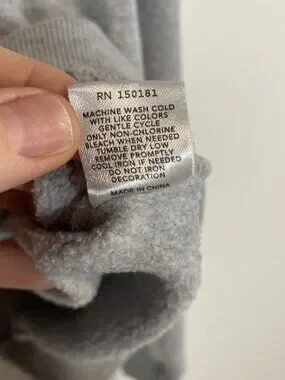 RN 150181
MACHINE WASH COLD
WITH LIKE COLORS
GENTLE CYCLE
ONLY NON-CHLORINE
BLEACH WHEN NEEDED
TUMBLE DRY LOW
REMOVE PROMPTLY
COOL IRON IF NEEDED
DO NOT IRON
DECORATION
MADE IN CHINA